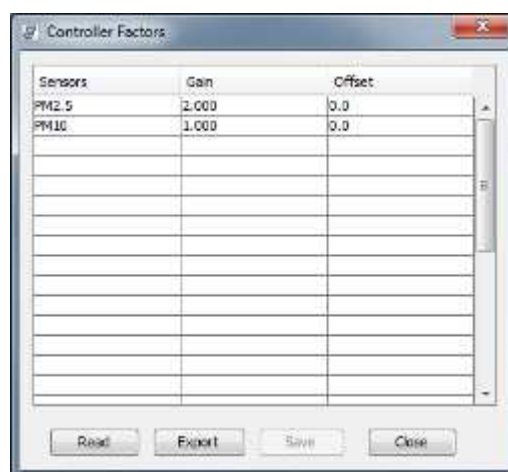 Controller Factors
Sensors Gain Offset
PM2.5 2.000 0.0
PM10 1.000 0.0
Read Export Save Close